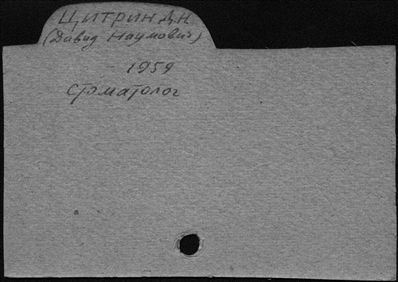 Цитрин Д.Н.
(Давид Наумович)
- 1959
стоматолог